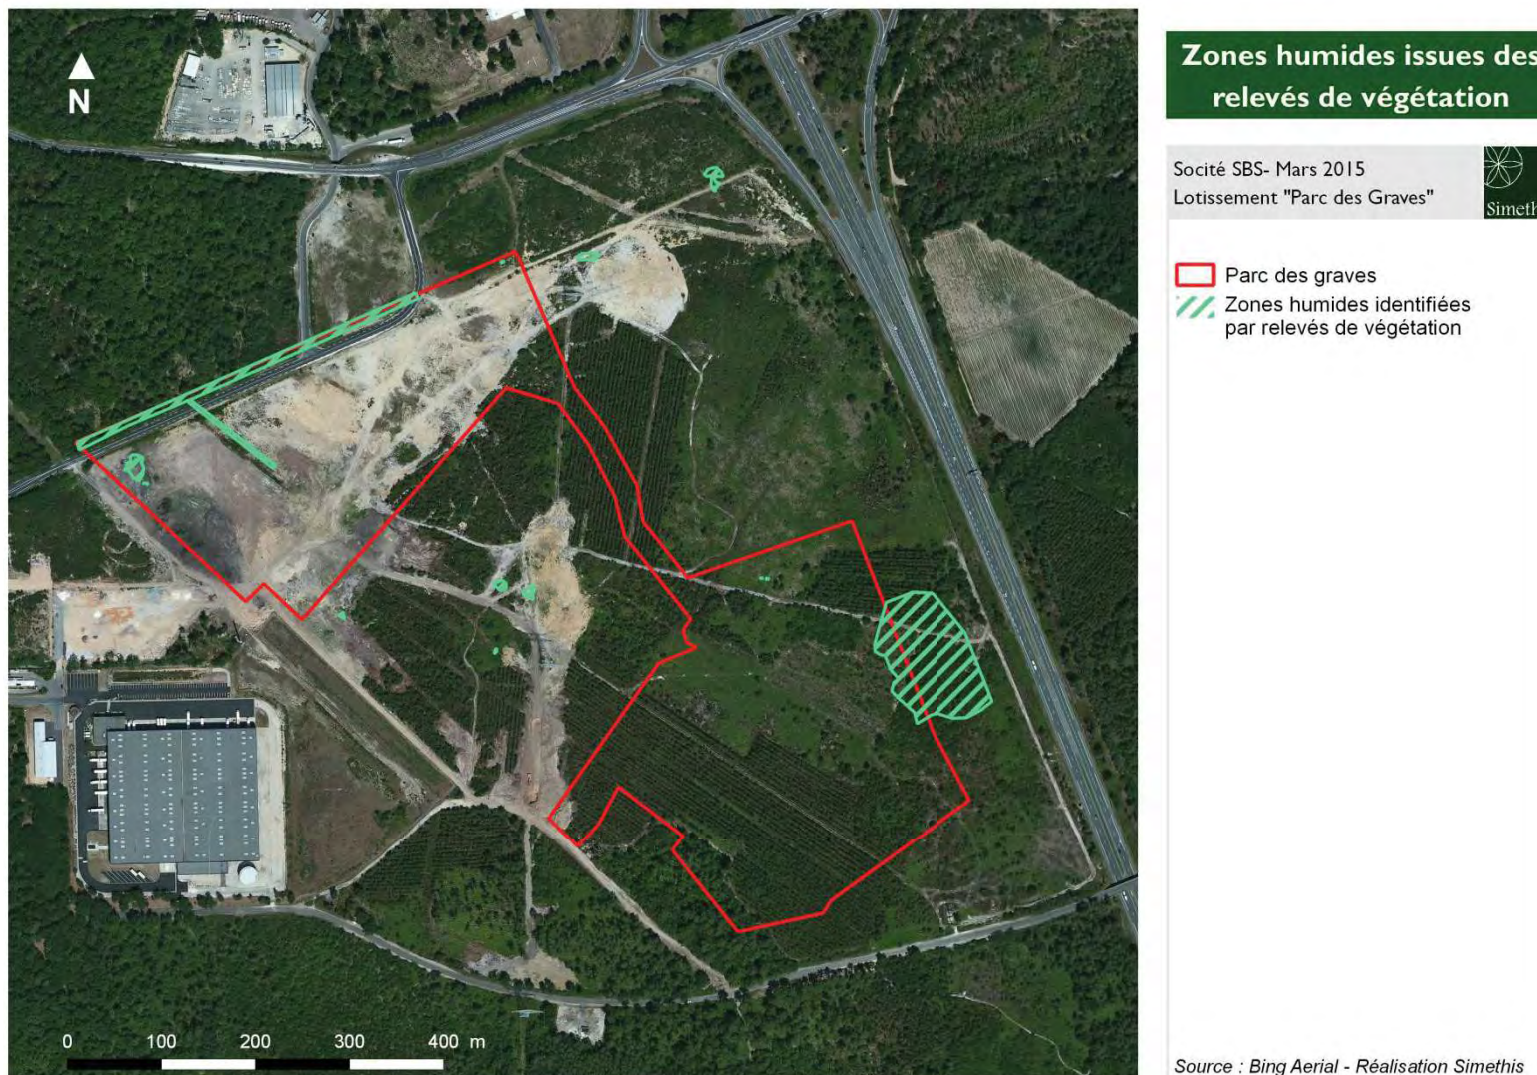 Zones humides issues des
relevés de végétation
Socité SBS- Mars 2015
Lotissement "Parc des Graves"
Parc des graves
Zones humides identifiées
par relevés de végétation
N
0 100 200 300 400 m
Source : Bing Aerial - Réalisation Simethis